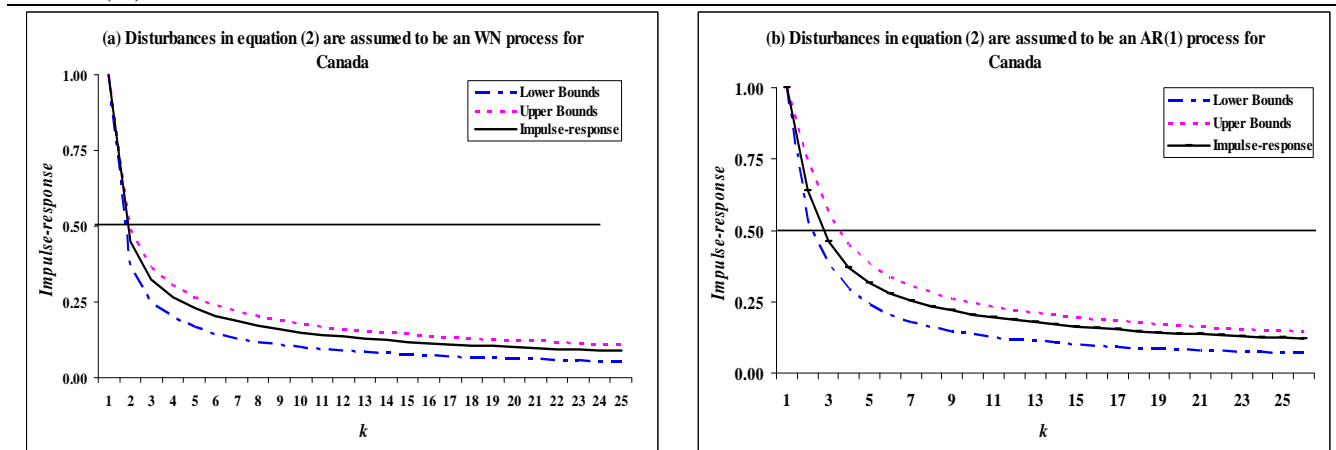 (a) Disturbances in equation (2) are assumed to be an WN process for
Canada
Lower Bounds
Upper Bounds
Impulse-response
1.00
0.75
0.50
0.25
0.00
Impulse-response
1 2 3 4 5 6 7 8 9 10 11 12 13 14 15 16 17 18 19 20 21 22 23 24 25
k
(b) Disturbances in equation (2) are assumed to be an AR(1) process for
Canada
Lower Bounds
Upper Bounds
Impulse-response
1.00
0.75
0.50
0.25
0.00
Impulse-response
1 3 5 7 9 11 13 15 17 19 21 23 25
k